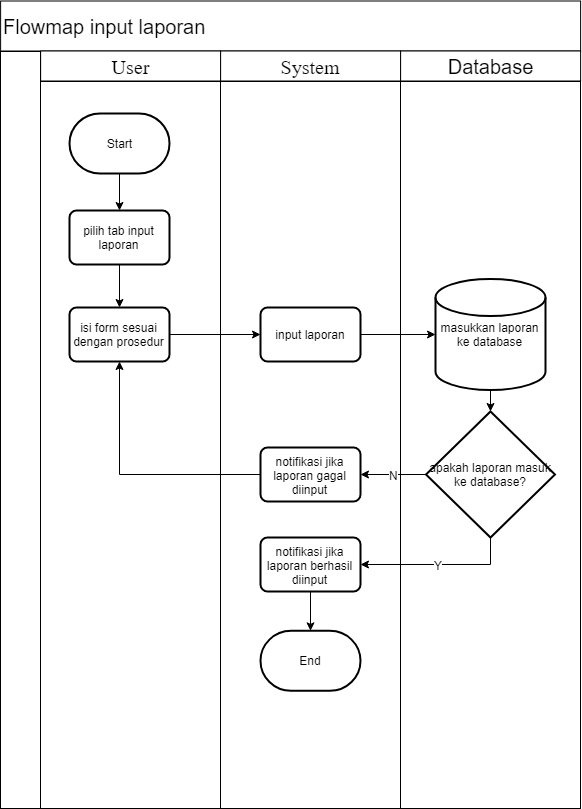 Flowmap input laporan
User
System
Database
Start
pilih tab input
laporan
isi form sesuai
dengan prosedur
input laporan
masukkan laporan
ke database
apakah laporan masuk
ke database?
N
notifikasi jika
laporan gagal
diinput
Y
notifikasi jika
laporan berhasil
diinput
End